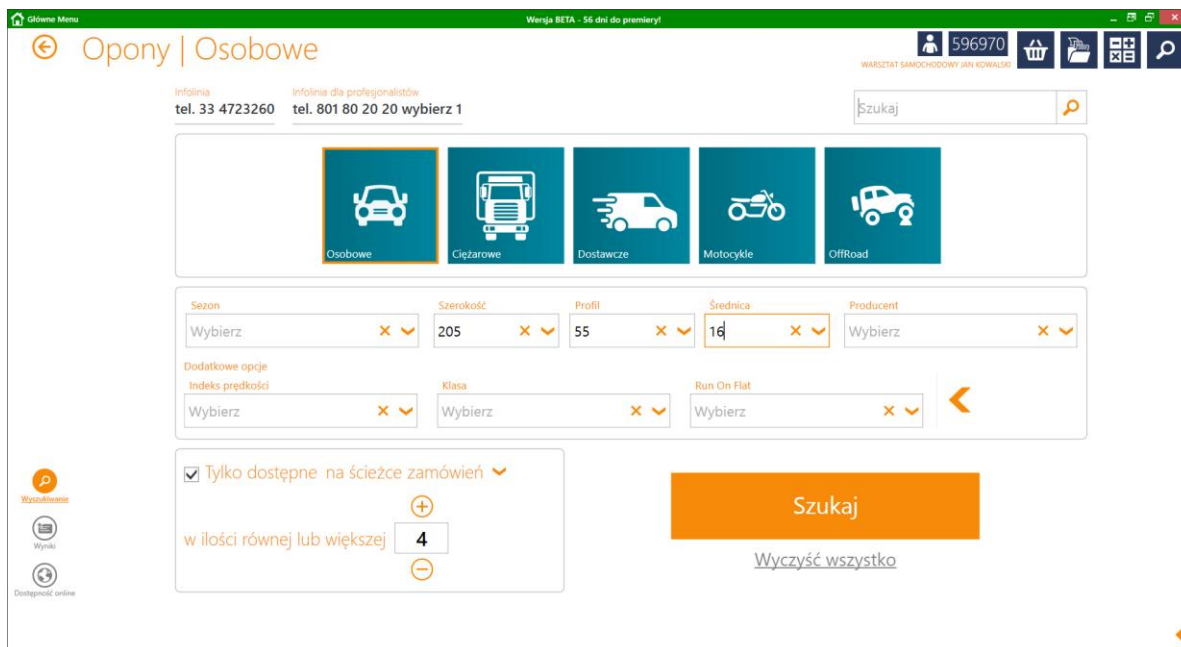 Główne Menu
Wersja BETA - 56 dni do premiery!
Opony | Osobowe
596970
WARSZTAT SAMOCHODOWY JAN KOWALSKI
Infolinia
tel. 33 4723260
Infolinia dla profesjonalistów
tel. 801 80 20 20 wybierz 1
Szukaj
Osobowe
Ciężarowe
Dostawcze
Motocykle
OffRoad
Sezon
Szerokość
Profil
Średnica
Producent
Wybierz
205
55
16
Wybierz
Dodatkowe opcje
Indeks prędkości
Klasa
Run On Flat
Wybierz
Wybierz
Wybierz
Tylko dostępne na ścieżce zamówień
w ilości równej lub większej
4
Szukaj
Wyczyść wszystko
Wyszukiwanie
Wyniki
Dostępność online